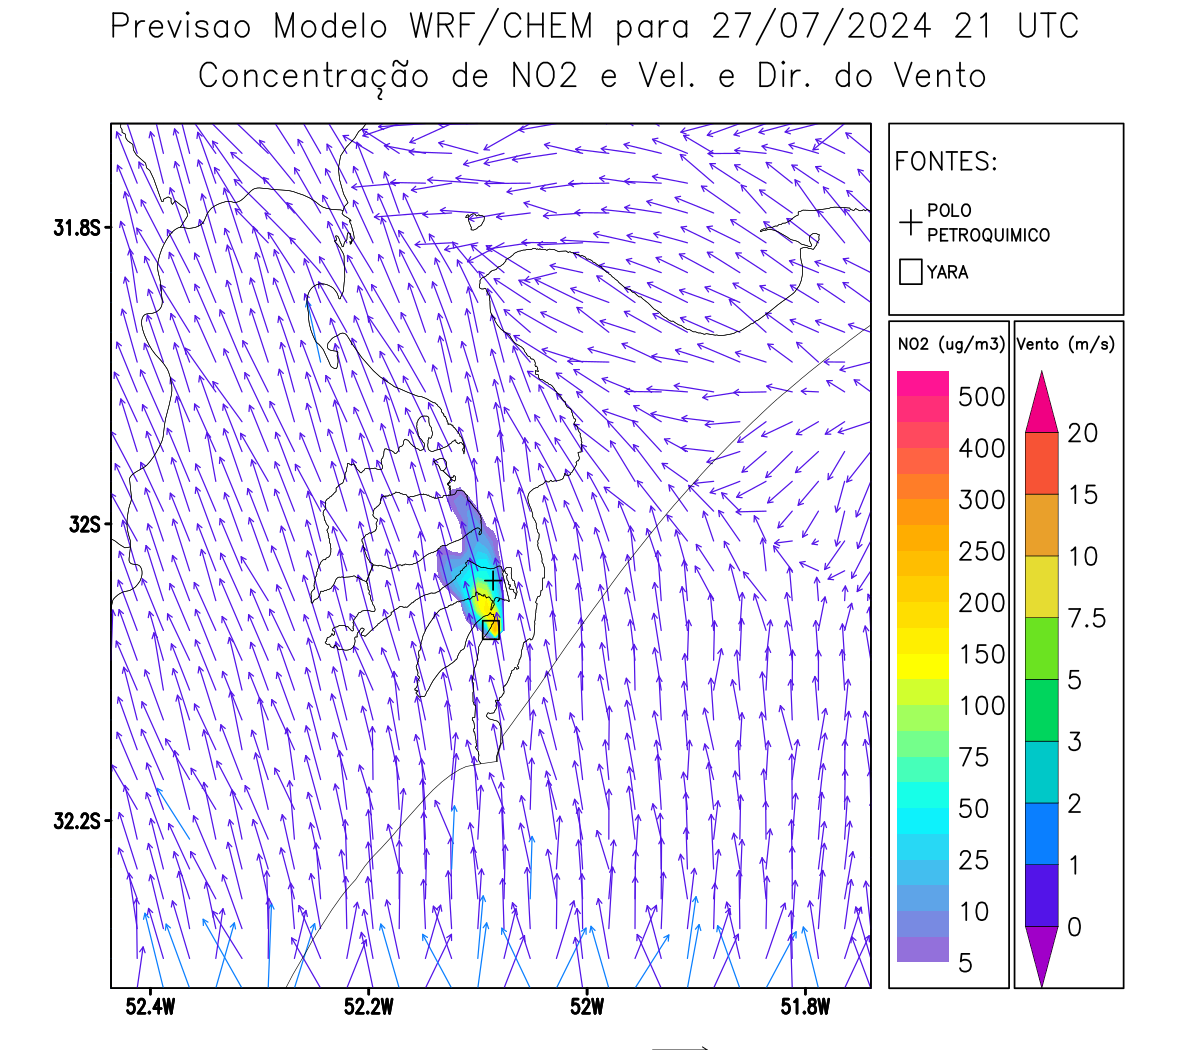 Previsao Modelo WRF/CHEM para 27/07/2024 21 UTC
Concentração de NO2 e Vel. e Dir. do Vento
FONTES:
POLO
PETROQUIMICO
YARA
NO2 (ug/m3)
500
400
300
250
200
150
100
75
50
25
10
5
Vento (m/s)
20
15
10
7.5
5
3
2
1
0
31.8S
32S
32.2S
52.4W
52.2W
52W
51.8W